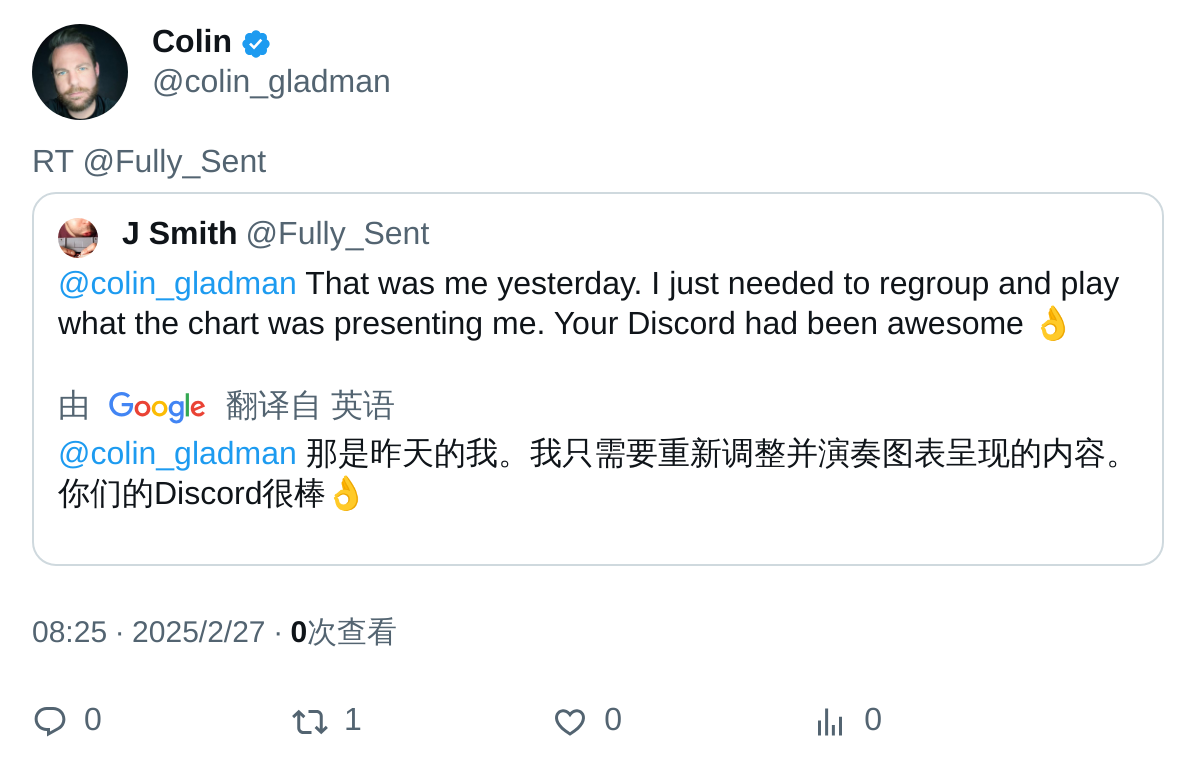 Colin
@colin_gladman
RT @Fully_Sent
J Smith @Fully_Sent
@colin_gladman That was me yesterday. I just needed to regroup and play
what the chart was presenting me. Your Discord had been awesome 👌
由 Google 翻译自 英语
@colin_gladman 那是昨天的我。我只需要重新调整并演奏图表呈现的内容。
你们的Discord很棒👌
08:25 · 2025/2/27 · 0次查看
0 1 0 0